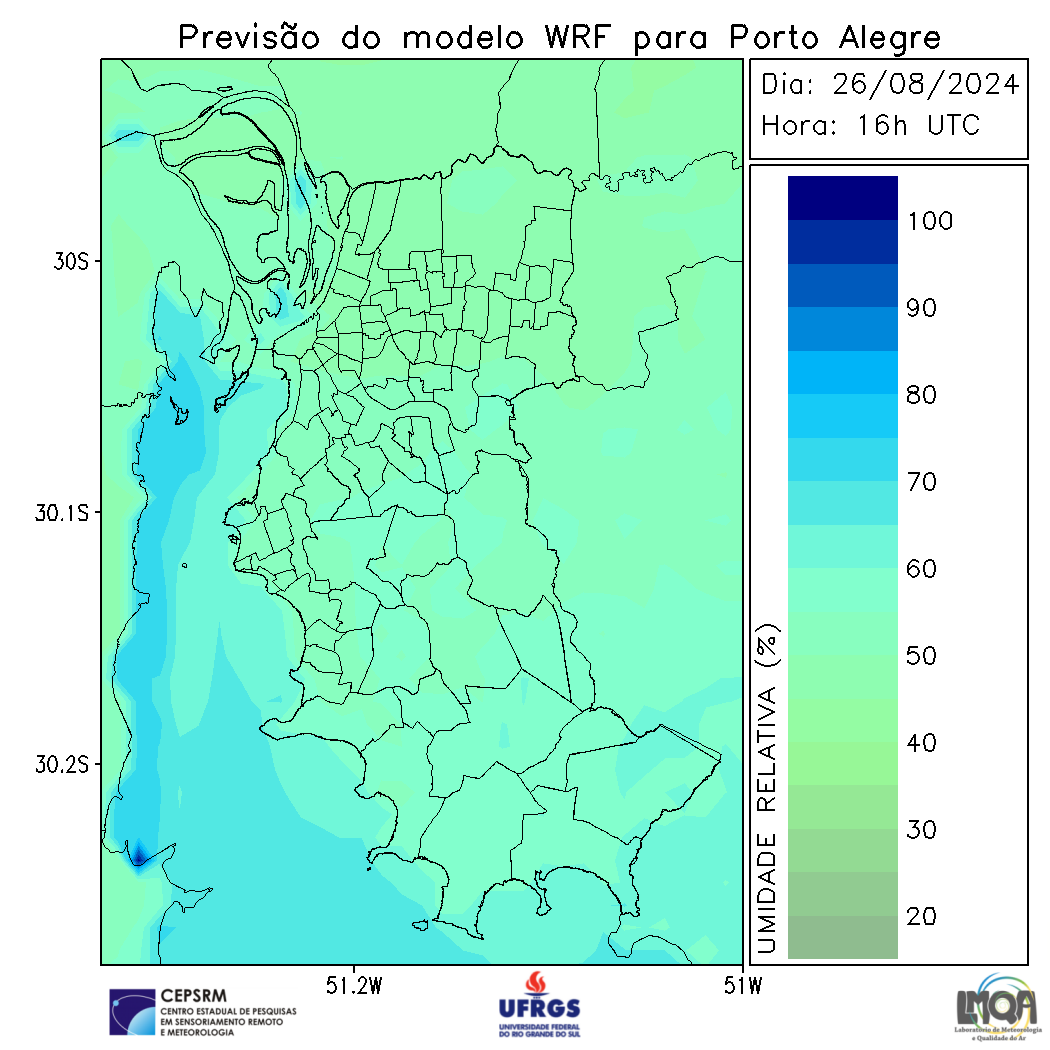 Previsão do modelo WRF para Porto Alegre
Dia: 26/08/2024
Hora: 16h UTC
30S
30.1S
30.2S
51.2W
51W
100
90
80
70
60
50
40
30
20
UMIDADE RELATIVA (%)
CEPSRM
CENTRO ESTADUAL DE PESQUISAS
EM SENSORIAMENTO REMOTO
E METEOROLOGIA
UFRGS
UNIVERSIDADE FEDERAL
DO RIO GRANDE DO SUL
LMQA
Laboratório de Meteorologia
e Qualidade do Ar